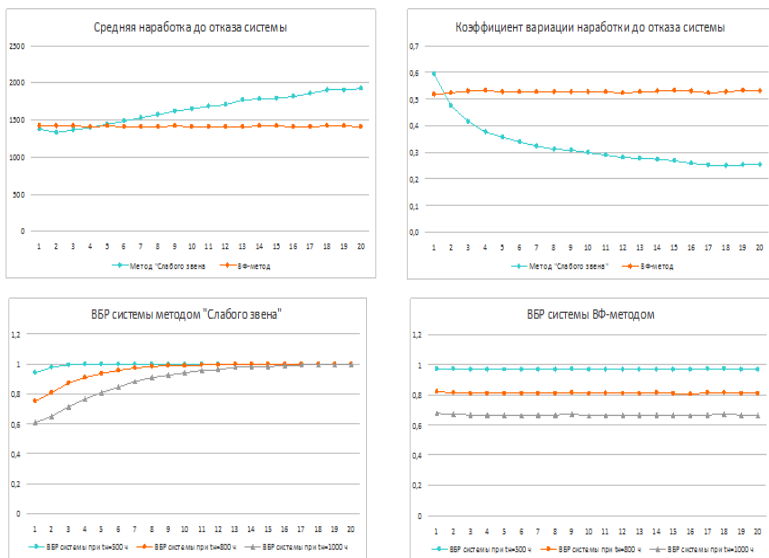 Средняя наработка до отказа системы
2500
2000
1500
1000
500
0
1 2 3 4 5 6 7 8 9 10 11 12 13 14 15 16 17 18 19 20
Метод "Слабого звена" ВФ-метод
Коэффициент вариации наработки до отказа системы
0,7
0,6
0,5
0,4
0,3
0,2
0,1
0,0
1 2 3 4 5 6 7 8 9 10 11 12 13 14 15 16 17 18 19 20
Метод "Слабого звена" ВФ-метод
ВБР системы методом "Слабого звена"
1,2
1
0,8
0,6
0,4
0,2
0
1 2 3 4 5 6 7 8 9 10 11 12 13 14 15 16 17 18 19 20
ВБР системы при tн=500 ч ВБР системы при tн=800 ч ВБР системы при tн=1000 ч
ВБР системы ВФ-методом
1,2
1
0,8
0,6
0,4
0,2
0
1 2 3 4 5 6 7 8 9 10 11 12 13 14 15 16 17 18 19 20
ВБР системы при tн=500 ч ВБР системы при tн=800 ч ВБР системы при tн=1000 ч